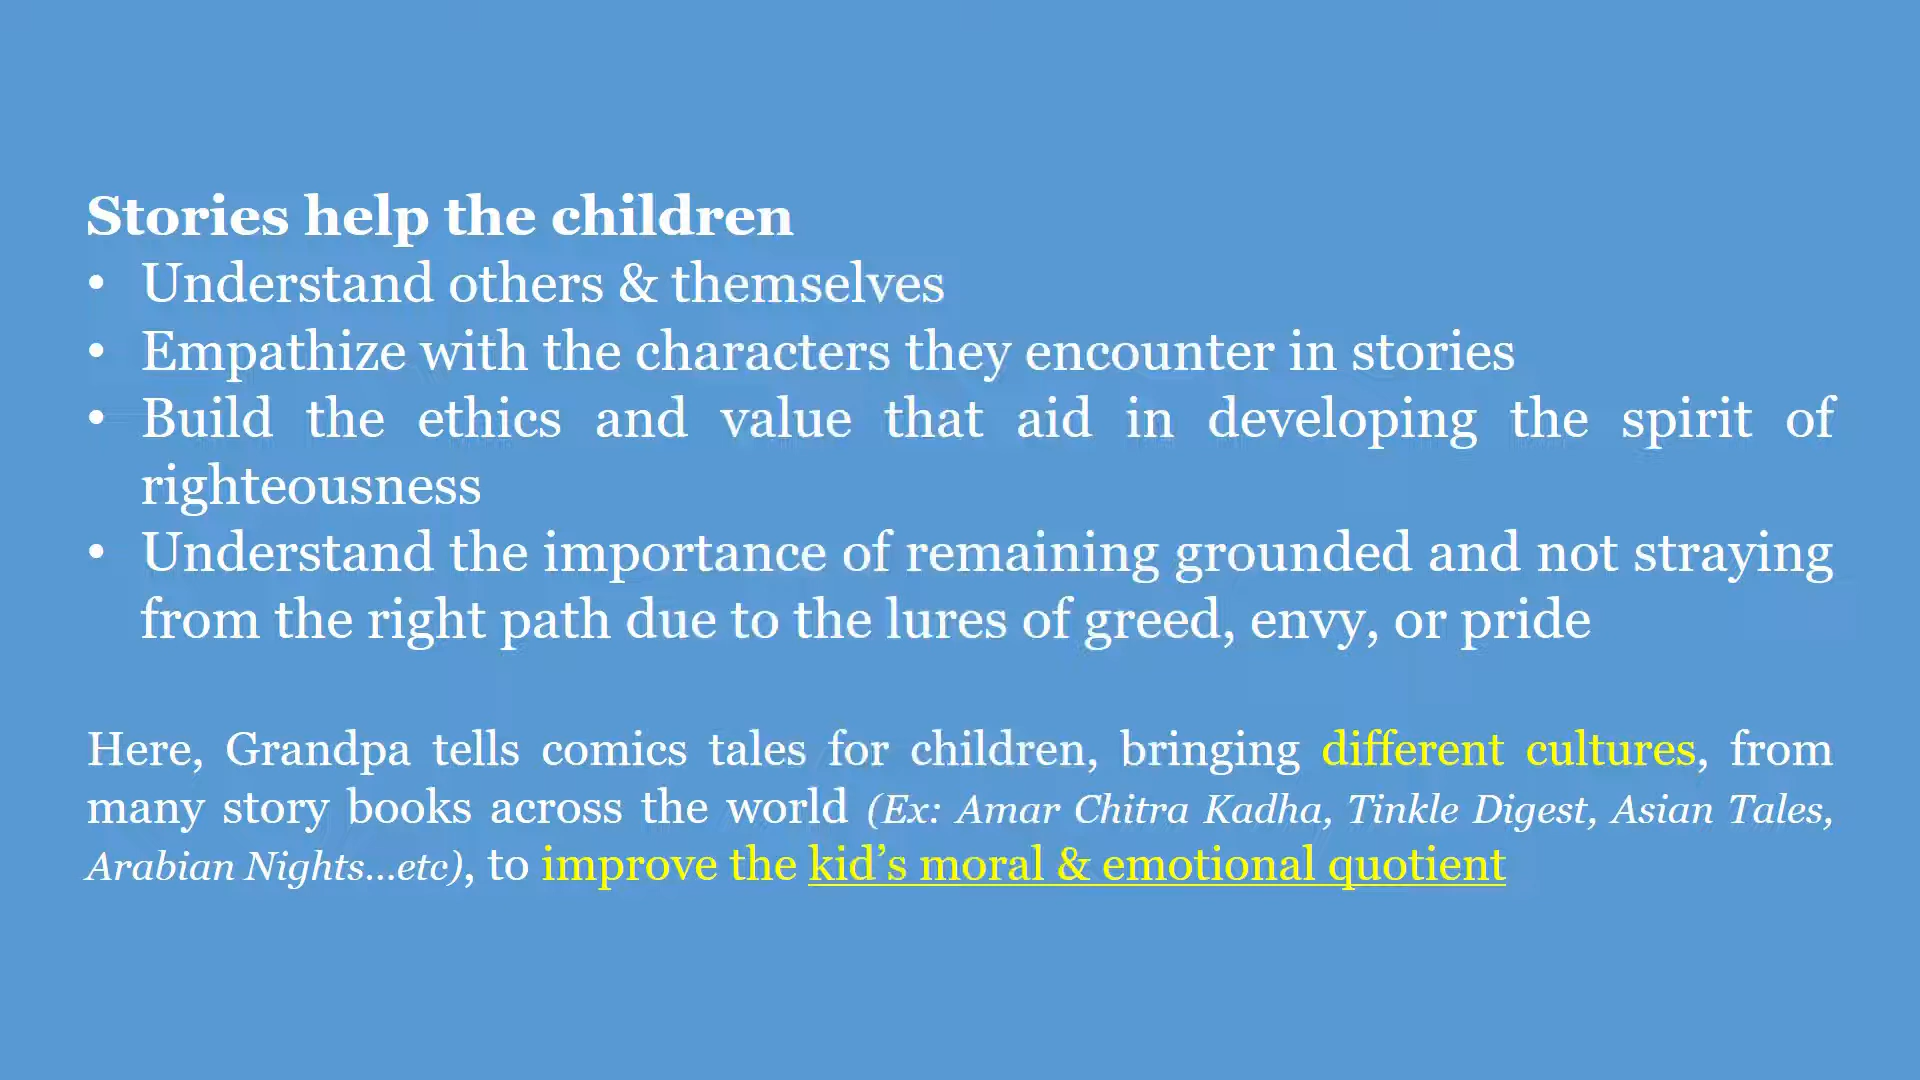 Stories help the children
• Understand others & themselves
• Empathize with the characters they encounter in stories
• Build the ethics and value that aid in developing the spirit of
righteousness
• Understand the importance of remaining grounded and not straying
from the right path due to the lures of greed, envy, or pride
Here, Grandpa tells comics tales for children, bringing different cultures, from
many story books across the world (Ex: Amar Chitra Kadha, Tinkle Digest, Asian Tales,
Arabian Nights...etc), to improve the kid’s moral & emotional quotient